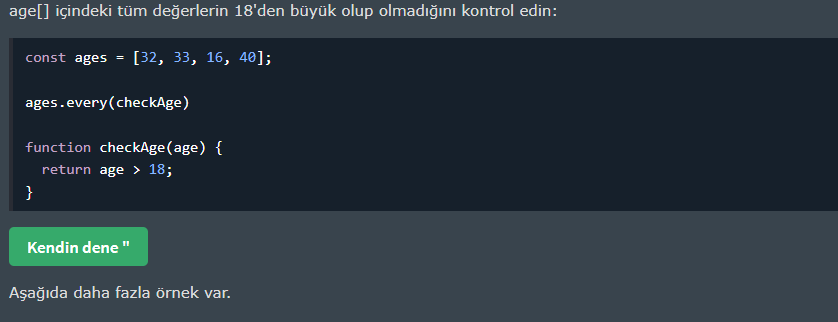 age[] içindeki tüm değerlerin 18'den büyük olup olmadığını kontrol edin:
const ages = [32, 33, 16, 40];
ages.every(checkAge)
function checkAge(age) {
  return age > 18;
}
Kendin dene "
Aşağıda daha fazla örnek var.